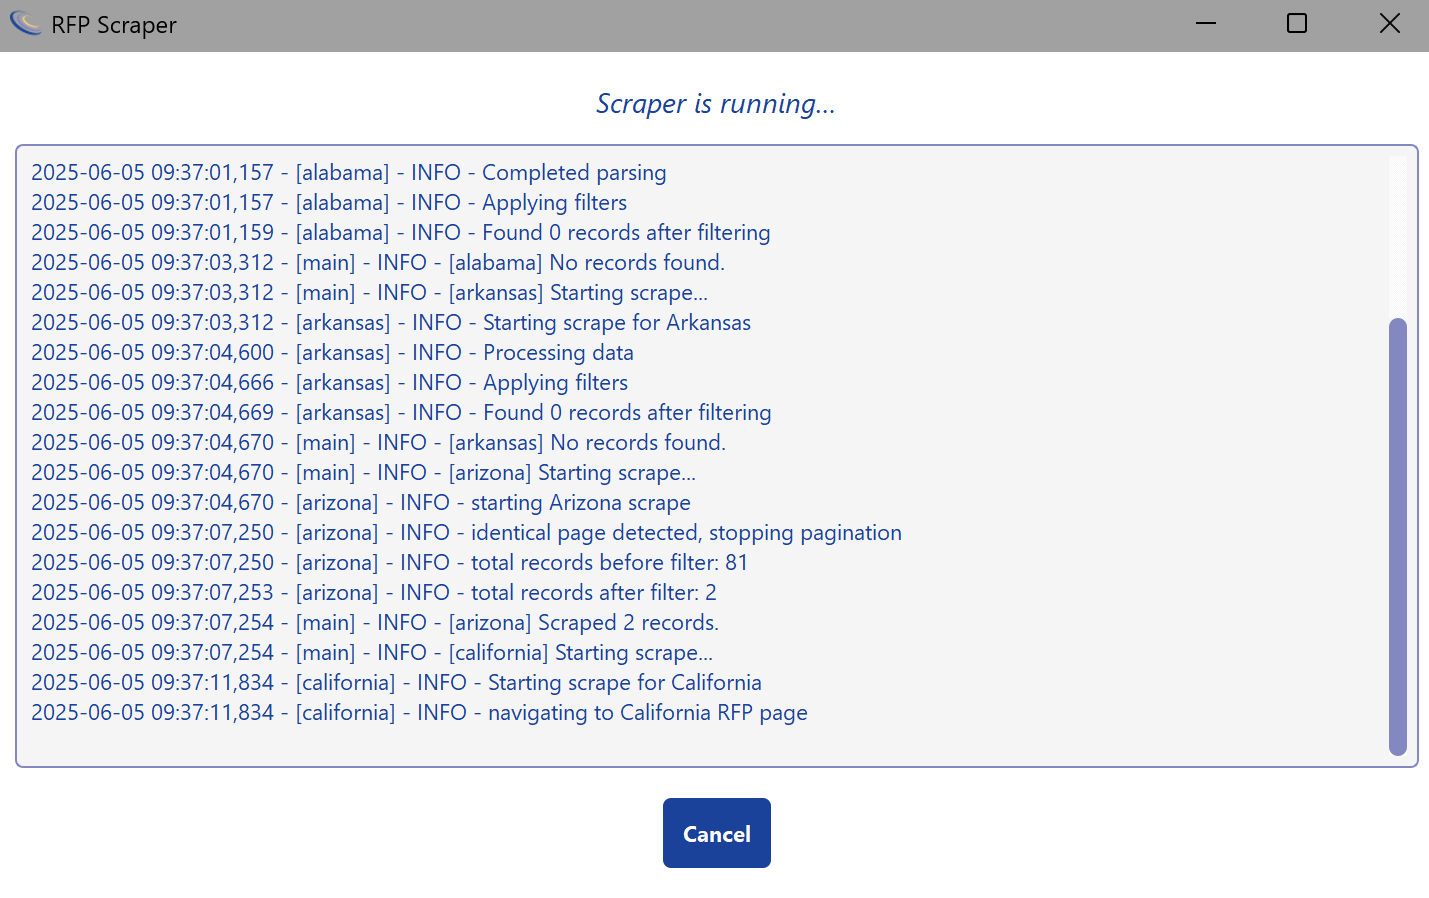 RFP Scraper
Scraper is running...
2025-06-05 09:37:01,157 - [alabama] - INFO - Completed parsing
2025-06-05 09:37:01,157 - [alabama] - INFO - Applying filters
2025-06-05 09:37:01,159 - [alabama] - INFO - Found 0 records after filtering
2025-06-05 09:37:03,312 - [main] - INFO - [alabama] No records found.
2025-06-05 09:37:03,312 - [main] - INFO - [arkansas] Starting scrape...
2025-06-05 09:37:03,312 - [arkansas] - INFO - Starting scrape for Arkansas
2025-06-05 09:37:04,600 - [arkansas] - INFO - Processing data
2025-06-05 09:37:04,666 - [arkansas] - INFO - Applying filters
2025-06-05 09:37:04,669 - [arkansas] - INFO - Found 0 records after filtering
2025-06-05 09:37:04,670 - [main] - INFO - [arkansas] No records found.
2025-06-05 09:37:04,670 - [main] - INFO - [arizona] Starting scrape...
2025-06-05 09:37:04,670 - [arizona] - INFO - starting Arizona scrape
2025-06-05 09:37:07,250 - [arizona] - INFO - identical page detected, stopping pagination
2025-06-05 09:37:07,250 - [arizona] - INFO - total records before filter: 81
2025-06-05 09:37:07,253 - [arizona] - INFO - total records after filter: 2
2025-06-05 09:37:07,254 - [main] - INFO - [arizona] Scraped 2 records.
2025-06-05 09:37:07,254 - [main] - INFO - [california] Starting scrape...
2025-06-05 09:37:11,834 - [california] - INFO - Starting scrape for California
2025-06-05 09:37:11,834 - [california] - INFO - navigating to California RFP page
Cancel